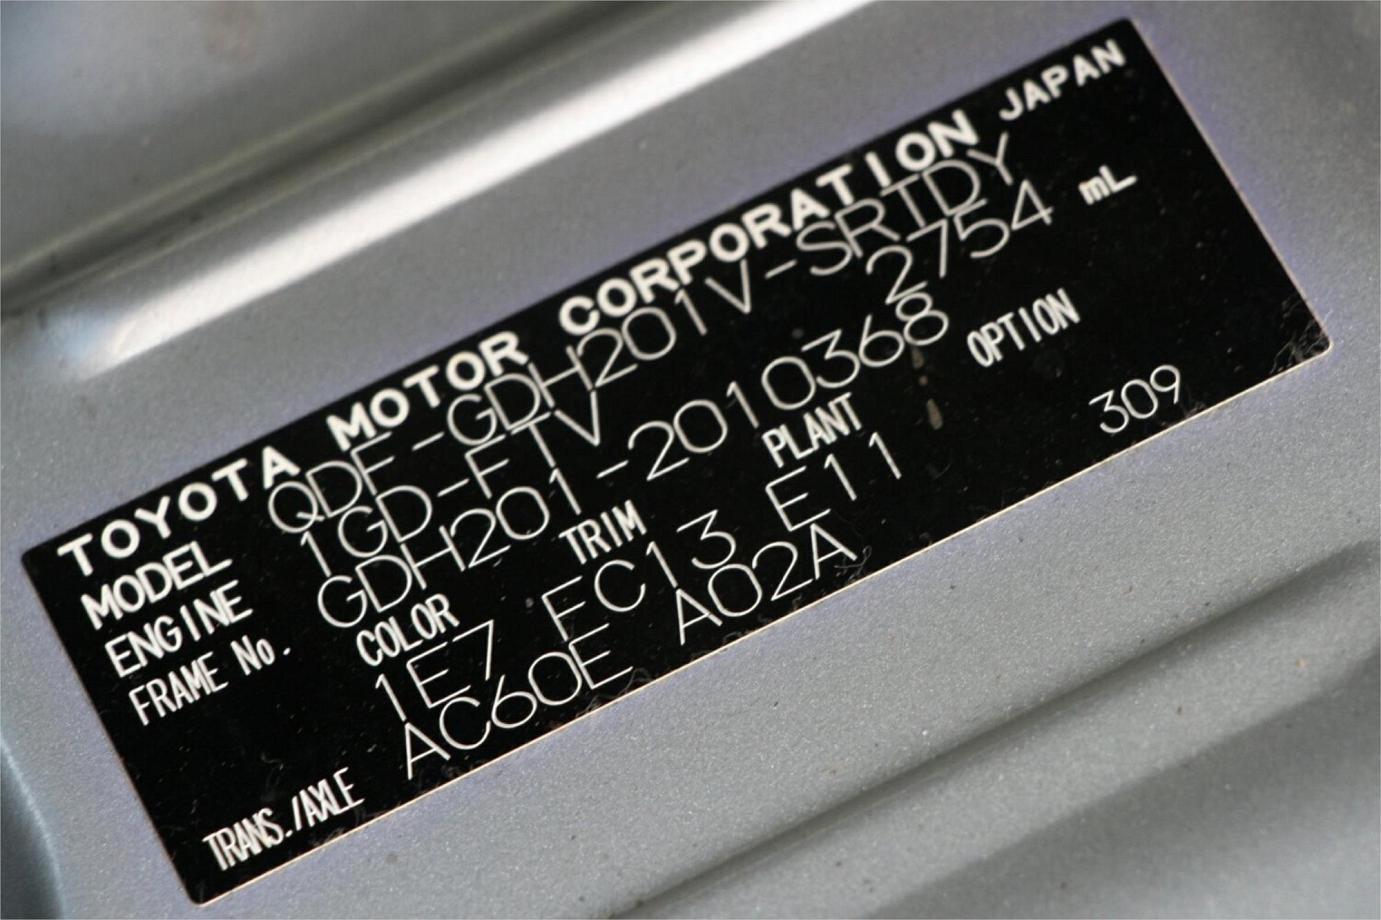 TOYOTA MOTOR CORPORATION JAPAN
MODEL QDF-GDH201V-SRTDY
ENGINE 1GD-FTV 2754 mL
FRAME No. GDH201-2010368
COLOR TRIM PLANT OPTION
1E7 FC13 E11 309
TRANS./AXLE AC60E A02A